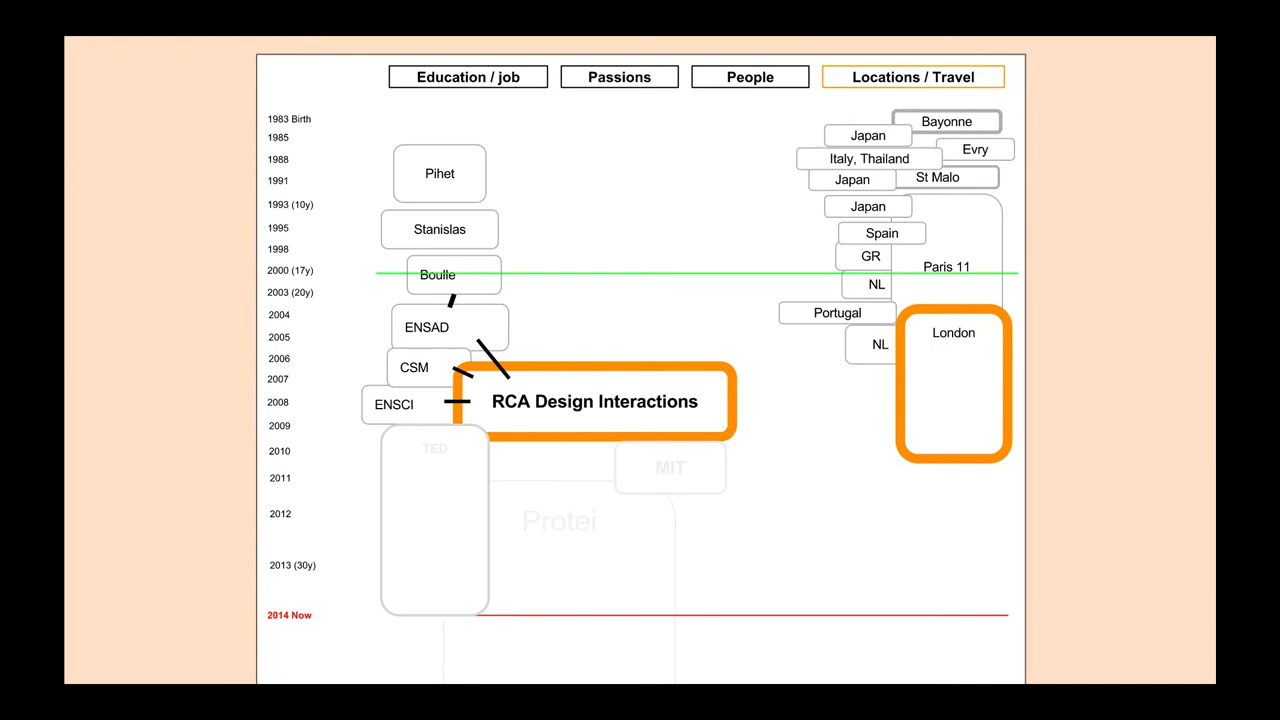 Education / job
Passions
People
Locations / Travel
1983 Birth
Bayonne
1985
Japan
Evry
1988
Italy, Thailand
Pihet
1991
Japan
St Malo
1993 (10y)
Japan
1995
Stanislas
Spain
1998
GR
2000 (17y)
Boulle
Paris 11
2003 (20y)
NL
2004
Portugal
ENSAD
London
2005
NL
2006
CSM
2007
2008
ENSCI
RCA Design Interactions
2009
2010
TED
MIT
2011
2012
Protei
2013 (30y)
2014 Now